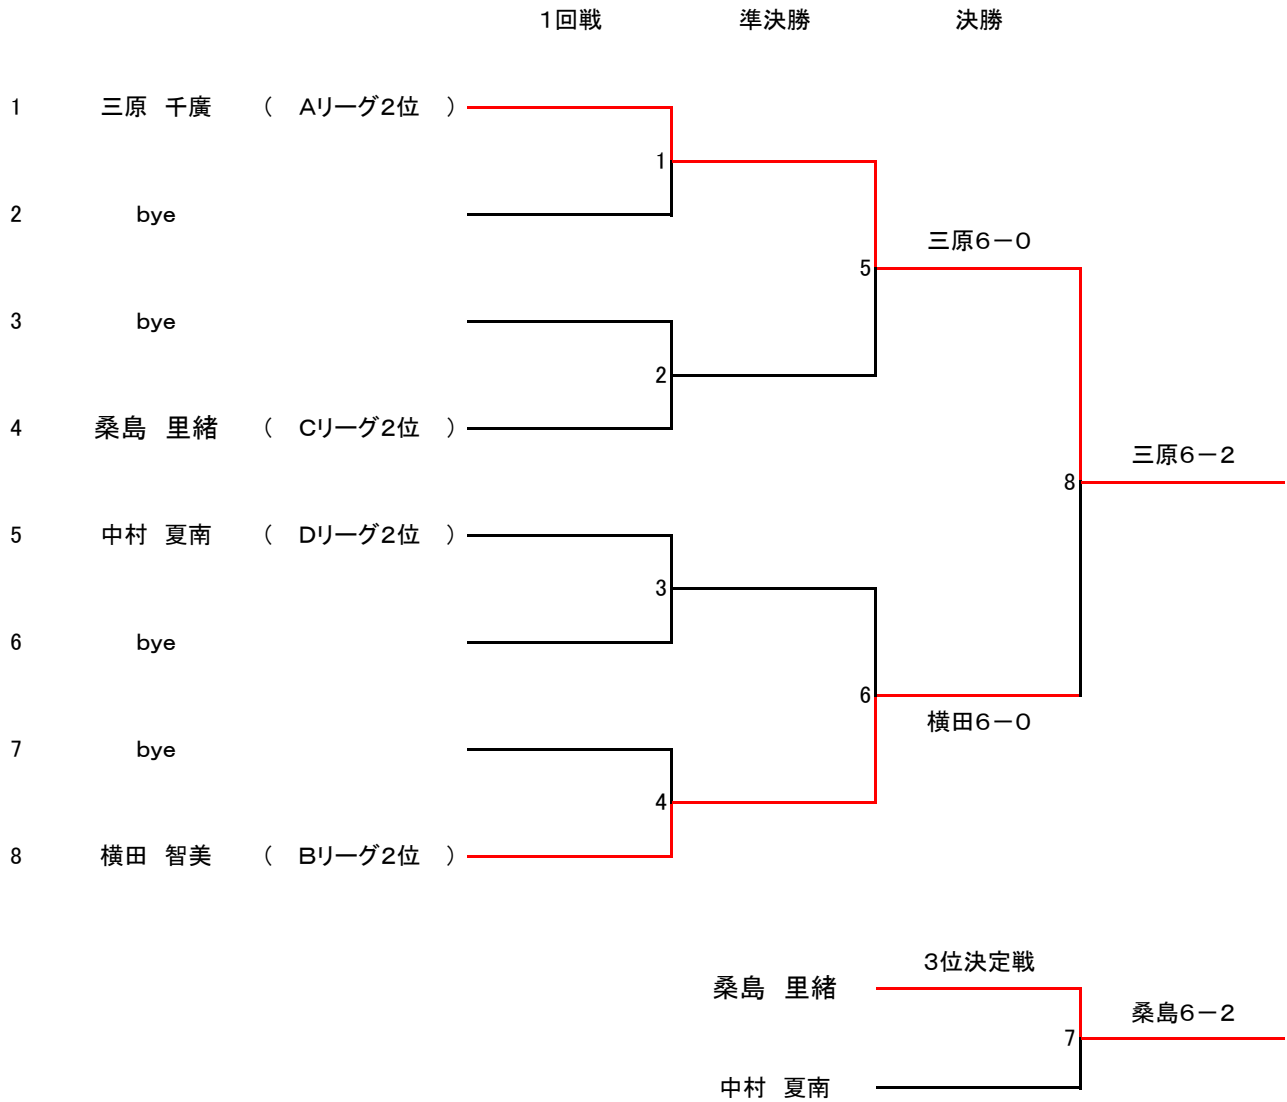 1回戦 準決勝 決勝
1 三原 千廣 ( Aリーグ2位 )
1
2 bye
三原6-0
5
3 bye
2
4 桑島 里緒 ( Cリーグ2位 )
三原6-2
8
5 中村 夏南 ( Dリーグ2位 )
3
6 bye
6
横田6-0
7 bye
4
8 横田 智美 ( Bリーグ2位 )
3位決定戦
桑島 里緒
桑島6-2
7
中村 夏南